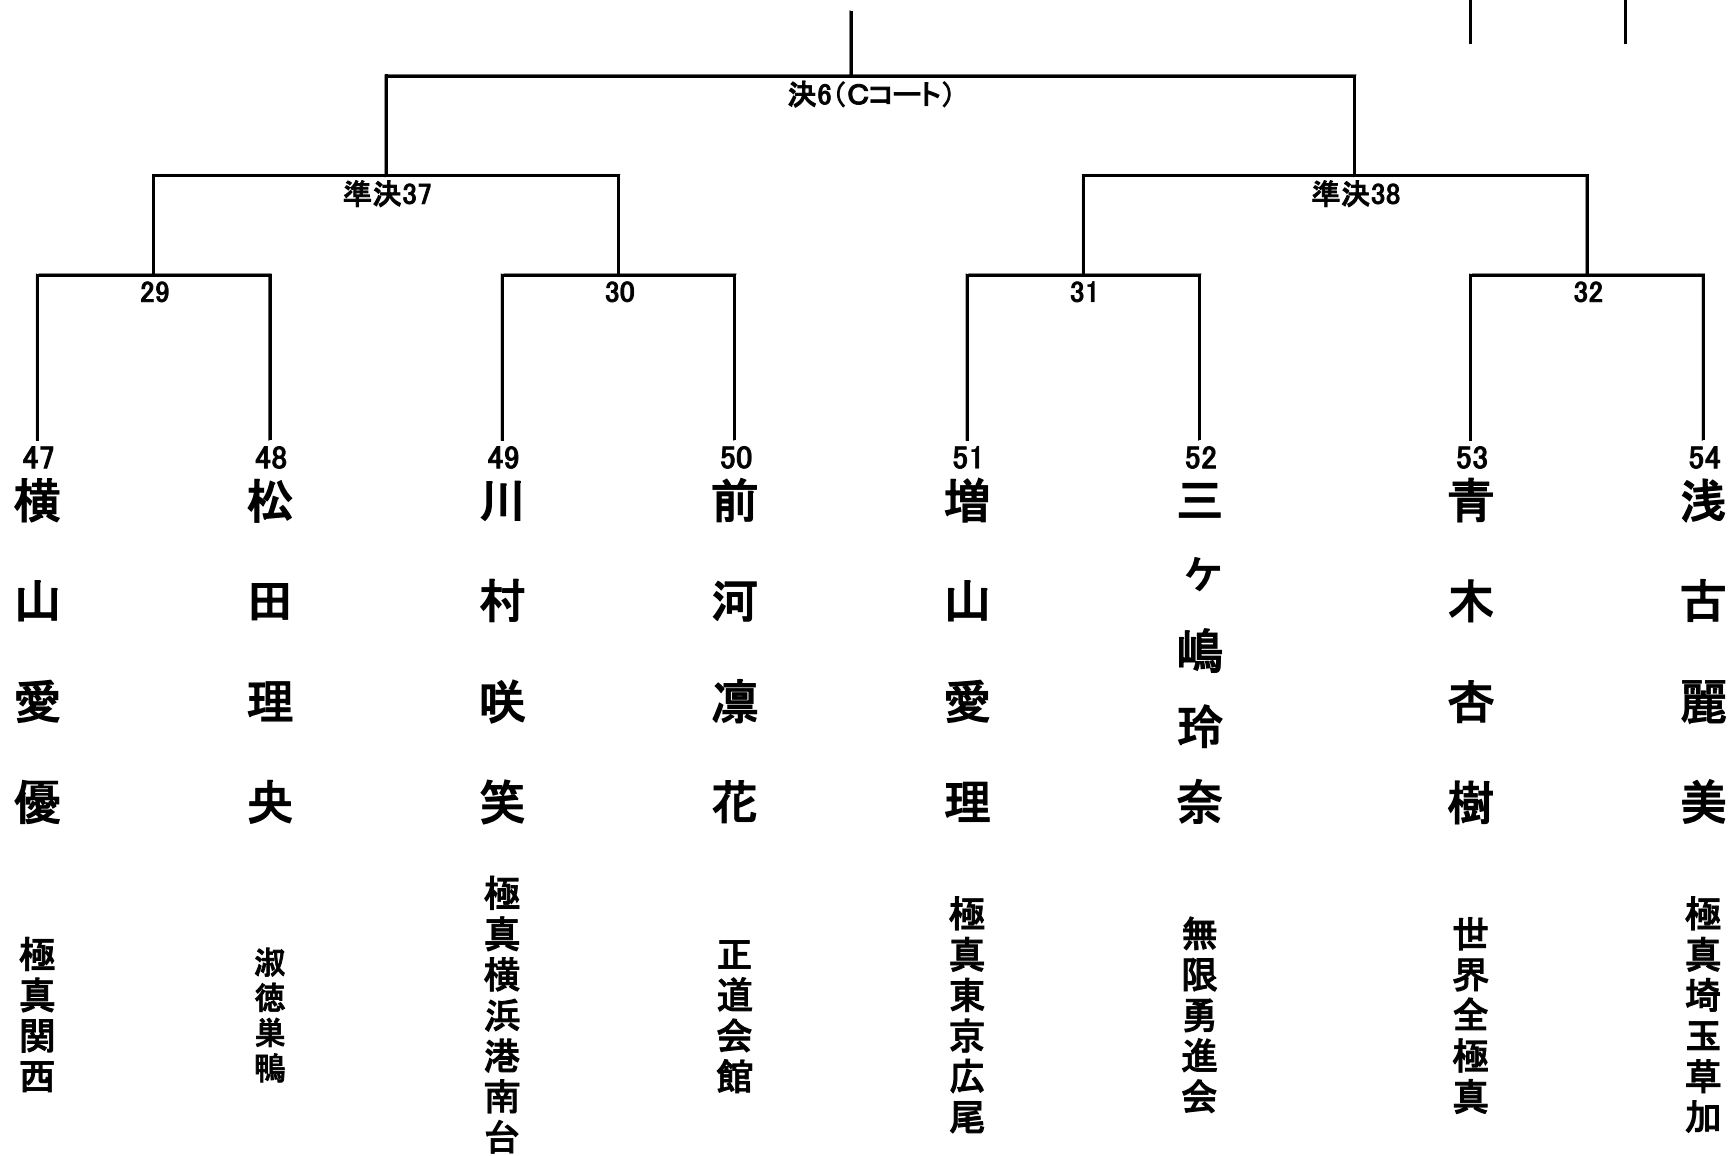 決6（Cコート）
準決37
準決38
29
30
31
32
47
48
49
50
51
52
53
54
横山愛優
松田理央
川村咲笑
前河凛花
増山愛理
三ヶ嶋玲奈
青木杏樹
浅古麗美
極真関西
淑徳巣鴨
極真横浜港南台
正道会館
極真東京広尾
無限勇進会
世界全極真
極真埼玉草加